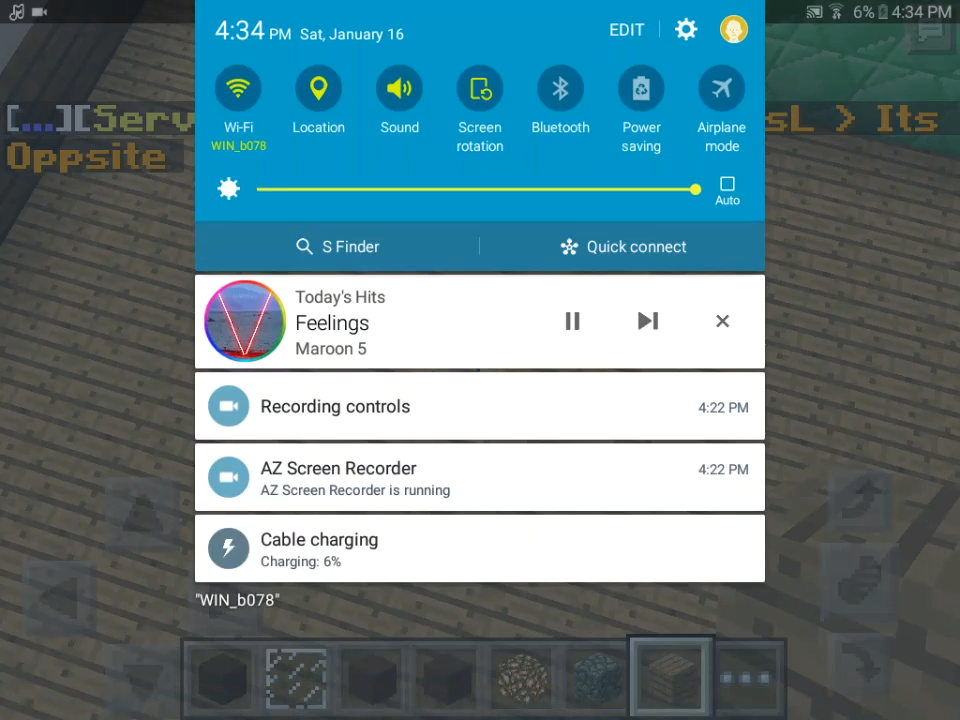 6% 4:34 PM
4:34 PM Sat, January 16
EDIT
Wi-Fi
WIN_b078
Location
Sound
Screen
rotation
Bluetooth
Power
saving
Airplane
mode
[...][Serv
sL > Its
Oppsite
Auto
S Finder
Quick connect
Today's Hits
Feelings
Maroon 5
Recording controls
4:22 PM
AZ Screen Recorder
4:22 PM
AZ Screen Recorder is running
Cable charging
Charging: 6%
"WIN_b078"